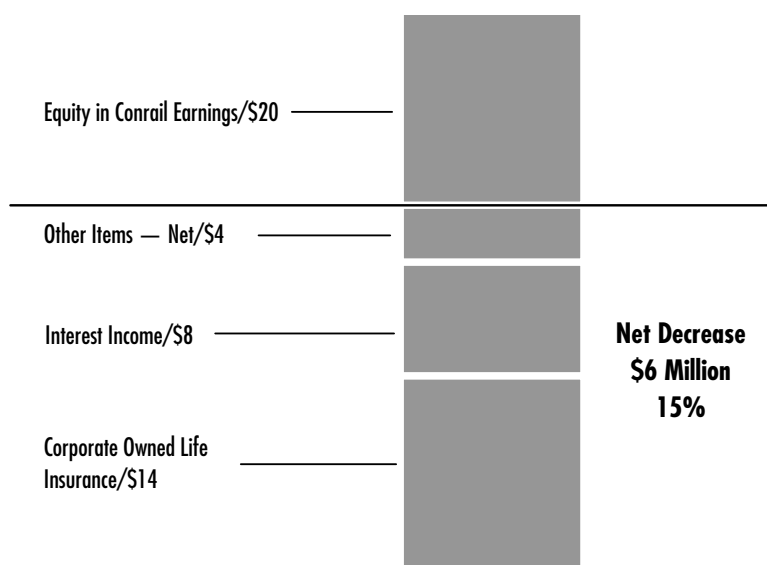 Equity in Conrail Earnings/$20
Other Items — Net/$4
Interest Income/$8
Net Decrease
$6 Million
15%
Corporate Owned Life
Insurance/$14